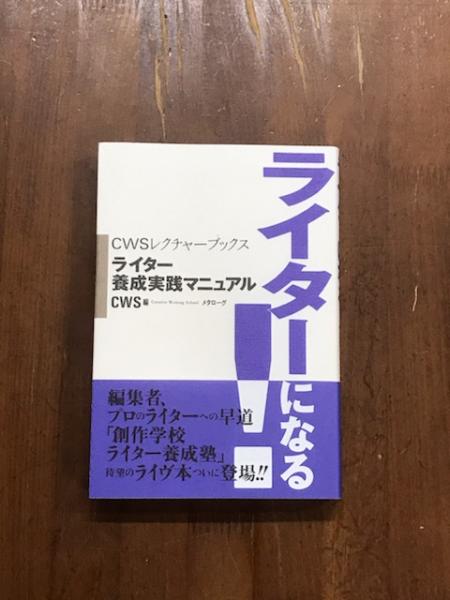 ライターになる!
CWSレクチャーブックス
ライター
養成実践マニュアル
CWS編 Creative Writing School メタローグ
編集者、
プロのライターへの早道
「創作学校
ライター養成塾」
待望のライヴ本ついに登場!!